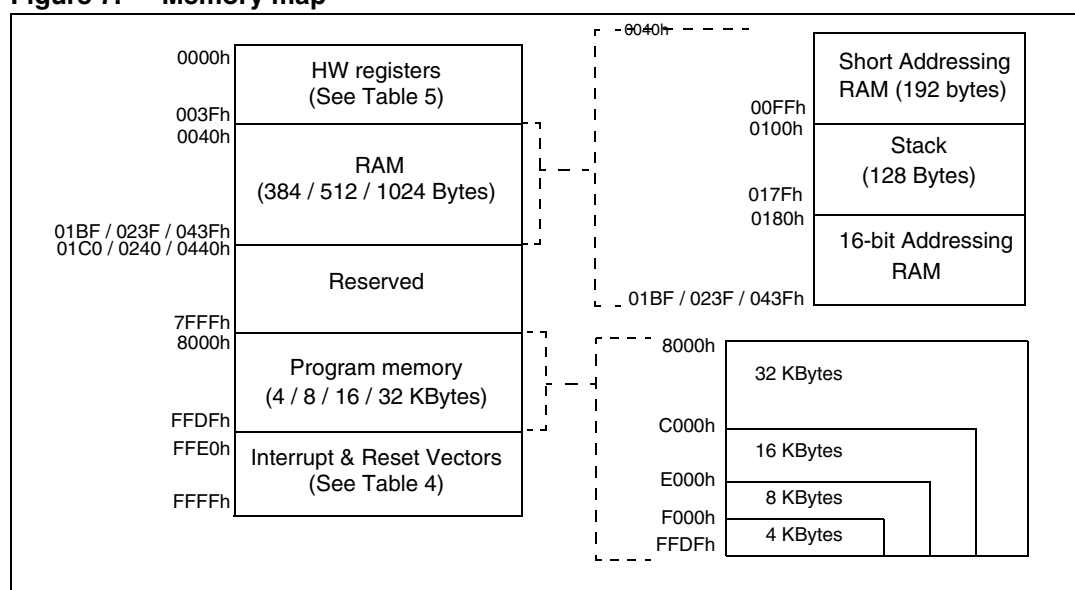 Figure 7. Memory map
0000h
HW registers
(See Table 5)
003Fh
0040h
RAM
(384 / 512 / 1024 Bytes)
01BF / 023F / 043Fh
01C0 / 0240 / 0440h
Reserved
7FFFh
8000h
Program memory
(4 / 8 / 16 / 32 KBytes)
FFDFh
FFE0h
Interrupt & Reset Vectors
(See Table 4)
FFFFh
0040h
Short Addressing
RAM (192 bytes)
00FFh
0100h
Stack
(128 Bytes)
017Fh
0180h
16-bit Addressing
RAM
01BF / 023F / 043Fh
8000h
32 KBytes
C000h
16 KBytes
E000h
8 KBytes
F000h
4 KBytes
FFDFh